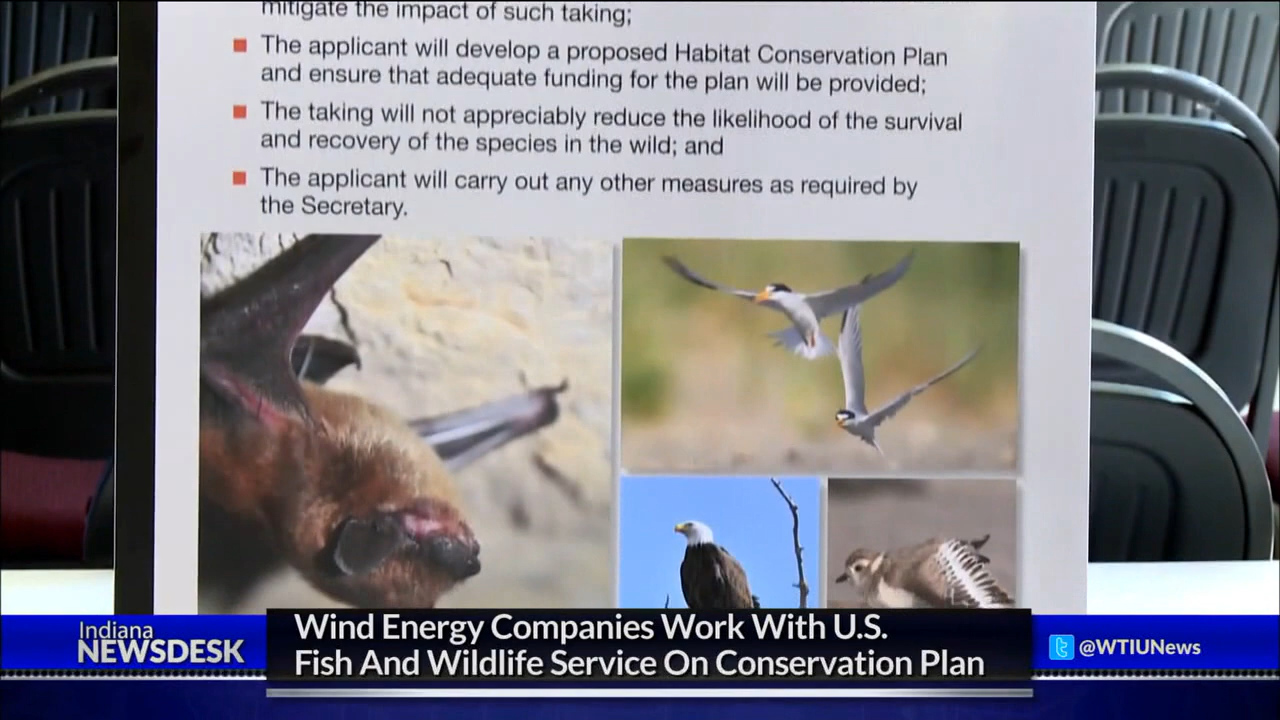 mitigate the impact of such taking;
The applicant will develop a proposed Habitat Conservation Plan
and ensure that adequate funding for the plan will be provided;
The taking will not appreciably reduce the likelihood of the survival
and recovery of the species in the wild; and
The applicant will carry out any other measures as required by
the Secretary.
Indiana
NEWSDESK
Wind Energy Companies Work With U.S.
Fish And Wildlife Service On Conservation Plan
@WTIUNews